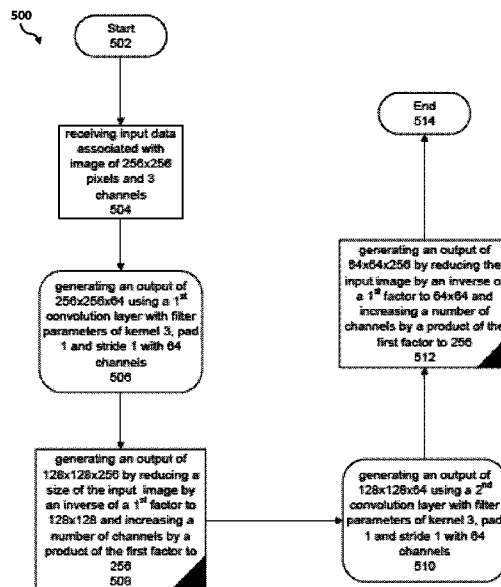 500
Start
502
receiving input data
associated with
image of 256x256
pixels and 3
channels
504
generating an output of
256x256x64 using a 1st
convolution layer with filter
parameters of kernel 3, pad
1 and stride 1 with 64
channels
506
generating an output of
128x128x256 by reducing a
size of the input image by
an inverse of a 1st factor to
128x128 and increasing a
number of channels by a
product of the first factor to
256
508
generating an output of
128x128x64 using a 2nd
convolution layer with filter
parameters of kernel 3, pad
1 and stride 1 with 64
channels
510
generating an output of
64x64x256 by reducing the
input image by an inverse of
a 1st factor to 64x64 and
increasing a number of
channels by a product of the
first factor to 256
512
End
514